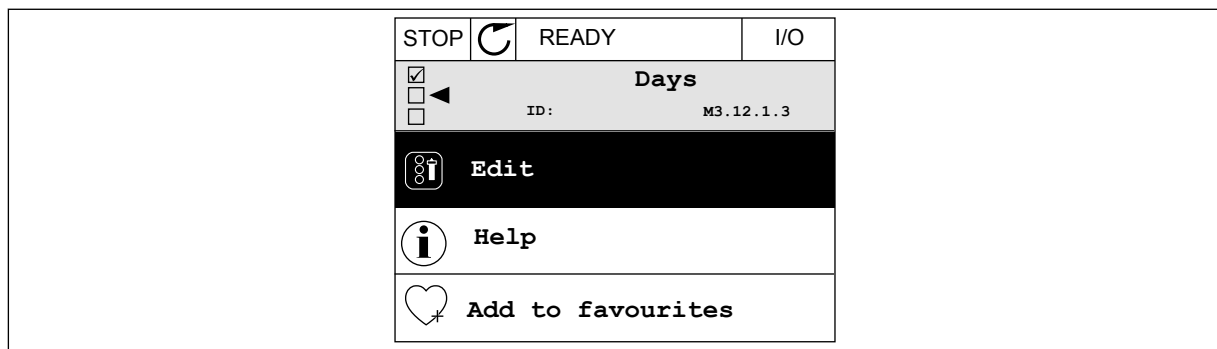 STOP READY I/O
Days
ID: M3.12.1.3
Edit
Help
Add to favourites